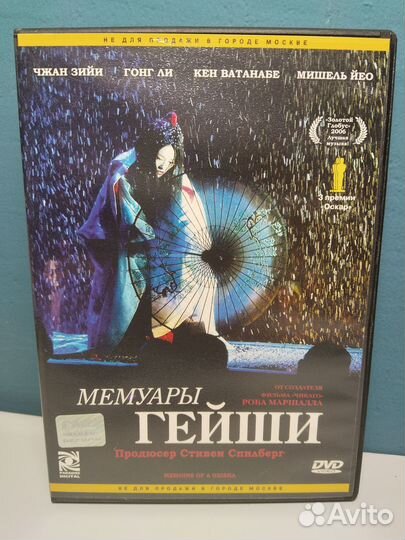 НЕ ДЛЯ ПРОДАЖИ В ГОРОДЕ МОСКВЕ
ЧЖАН ЗИЙИ ГОНГ ЛИ КЕН ВАТАНАБЕ МИШЕЛЬ ЙЕО
«Золотой
Глобус»
2006
Лучшая
музыка!
3 премии
«Оскар»
ОТ СОЗДАТЕЛЯ
ФИЛЬМА «ЧИКАГО»
РОБА МАРШАЛЛА
МЕМУАРЫ
ГЕЙШИ
Продюсер Стивен Спилберг
MEMOIRS OF A GEISHA
DIGITAL
DVD
НЕ ДЛЯ ПРОДАЖИ В ГОРОДЕ МОСКВЕ
Avito